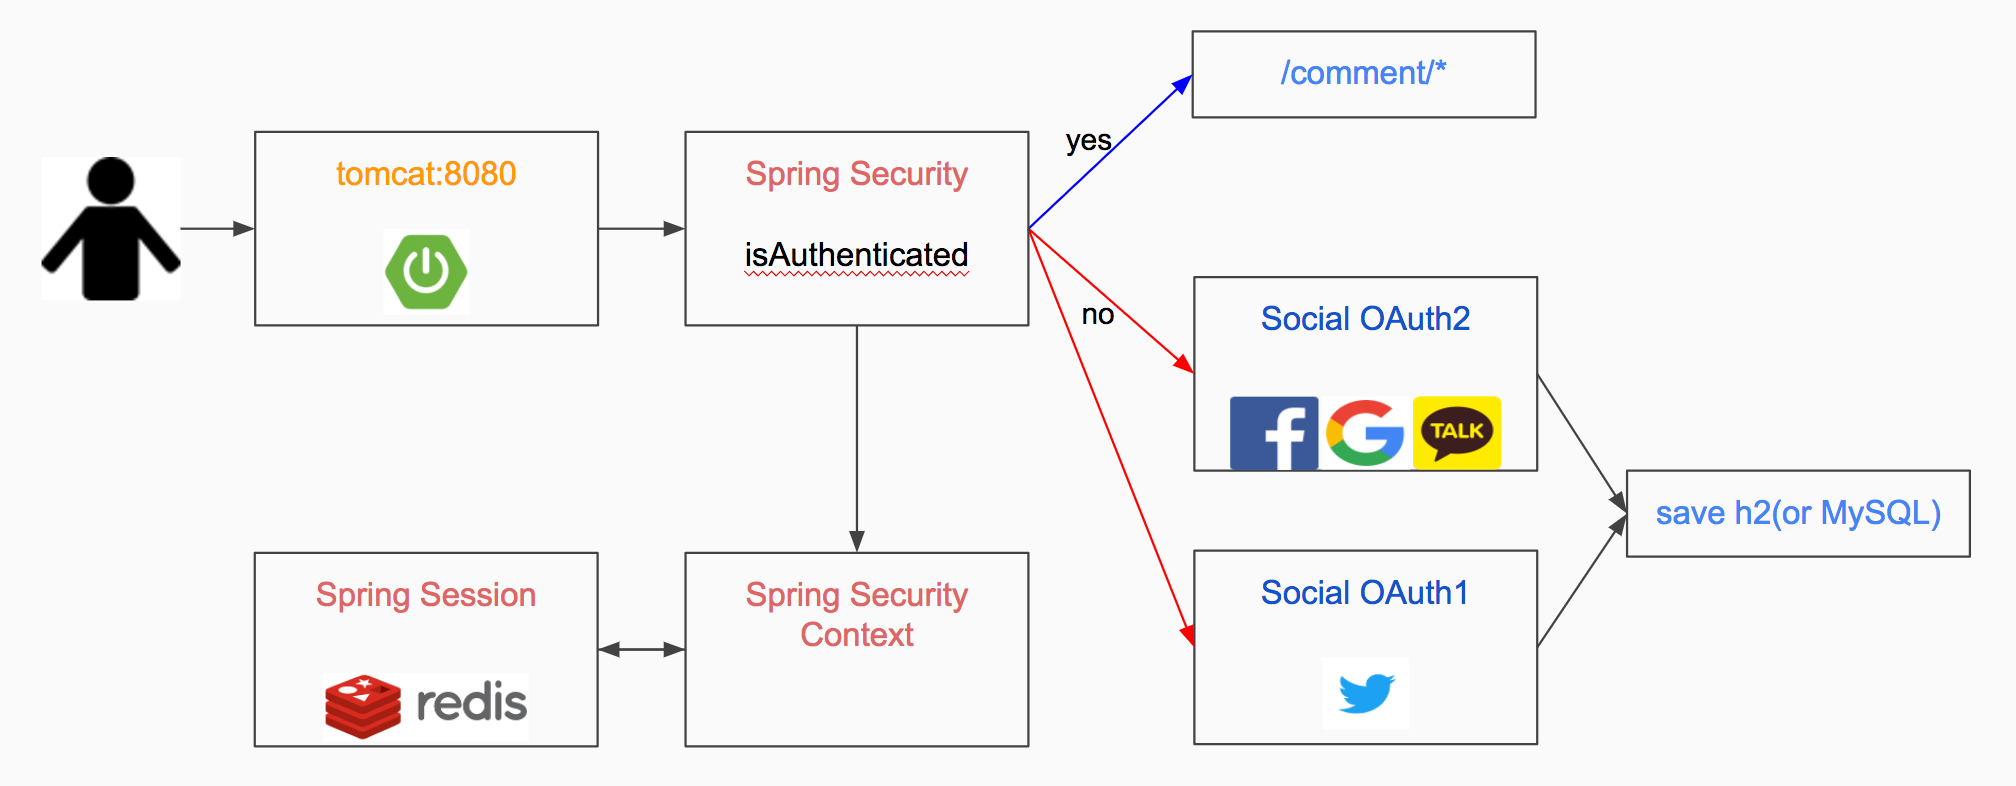 /comment/*
yes
tomcat:8080
Spring Security
isAuthenticated
no
Social OAuth2
f G TALK
save h2(or MySQL)
Spring Session
redis
Spring Security
Context
Social OAuth1